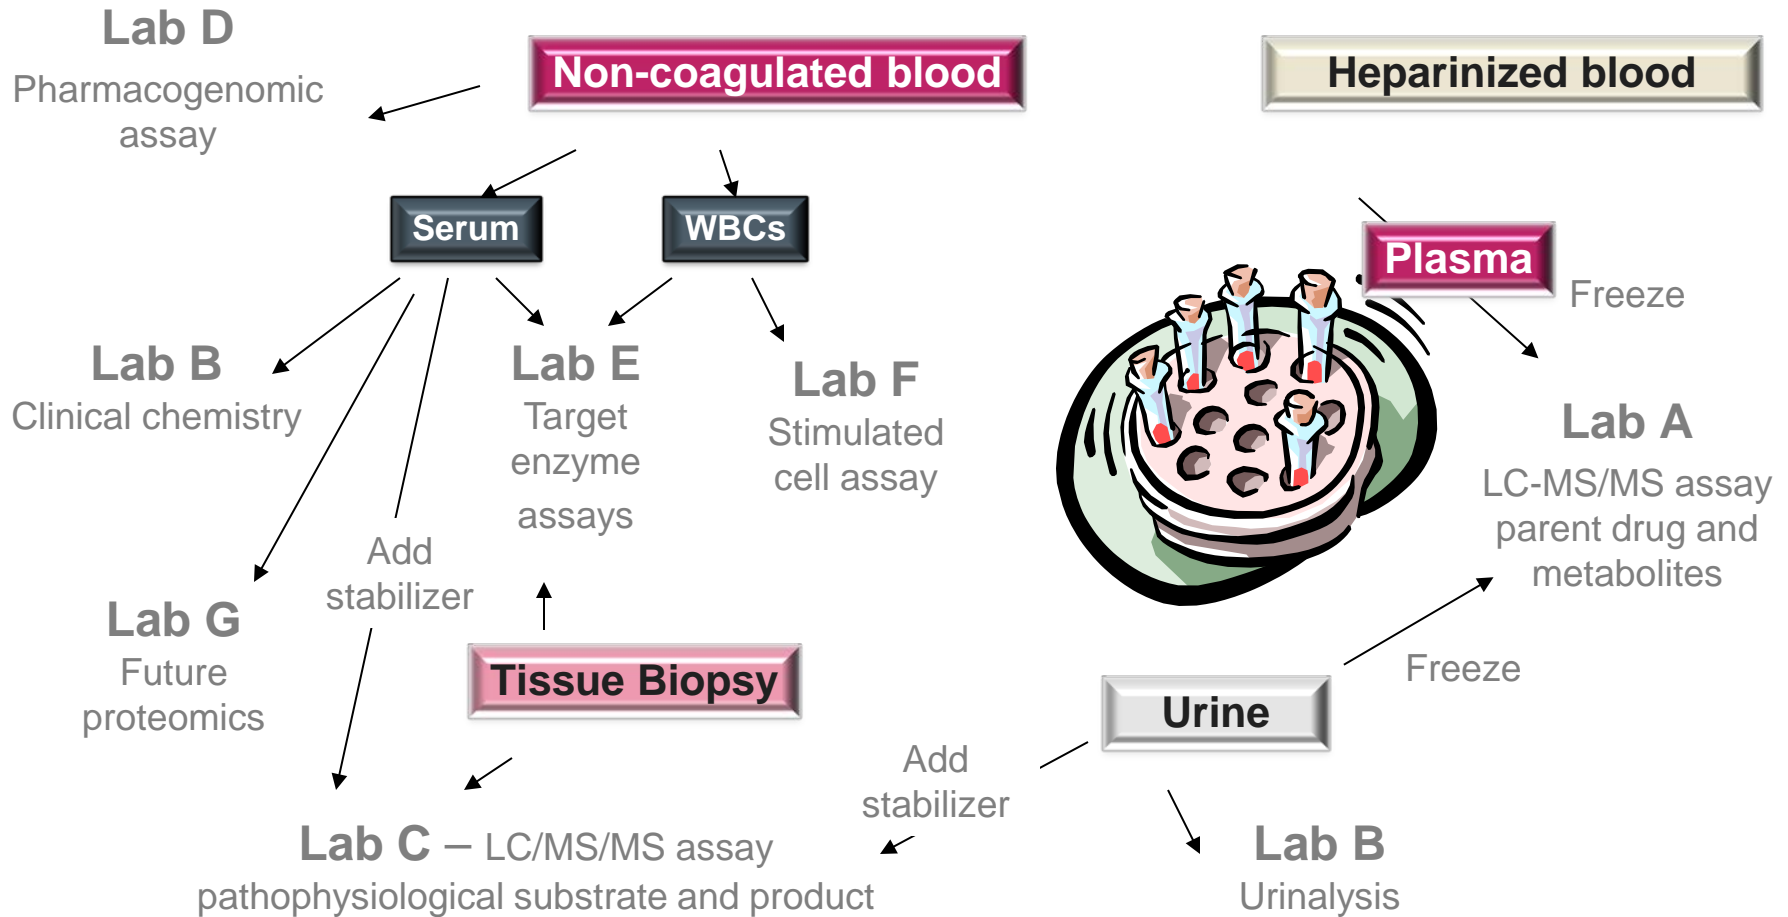 Lab D
Pharmacogenomic
assay
Non-coagulated blood
Heparinized blood
Serum
WBCs
Plasma
Freeze
Lab B
Clinical chemistry
Lab E
Target
enzyme
assays
Lab F
Stimulated
cell assay
Lab A
LC-MS/MS assay
parent drug and
metabolites
Add
stabilizer
Lab G
Future
proteomics
Tissue Biopsy
Freeze
Urine
Add
stabilizer
Lab C – LC/MS/MS assay
pathophysiological substrate and product
Lab B
Urinalysis